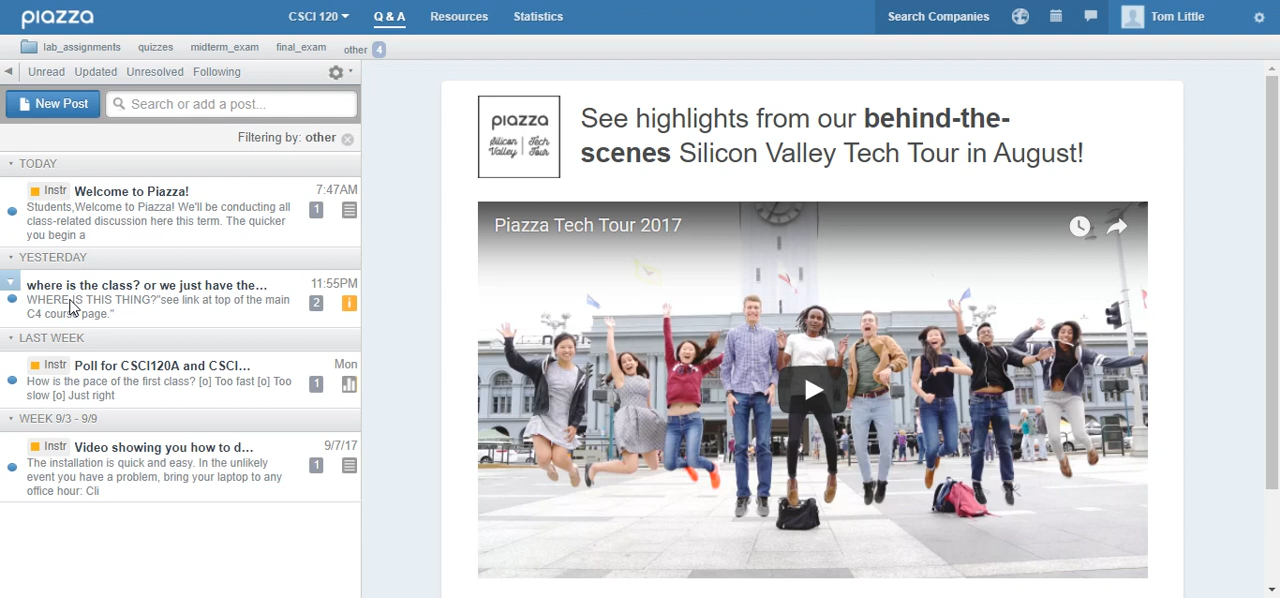 piazza CSCI 120 Q & A Resources Statistics Search Companies Tom Little
lab_assignments quizzes midterm_exam final_exam other 4
Unread Updated Unresolved Following
New Post Search or add a post...
Filtering by: other
TODAY
Instr Welcome to Piazza! 7:47AM
Students,Welcome to Piazza! We'll be conducting all
class-related discussion here this term. The quicker 1
you begin a
YESTERDAY
where is the class? or we just have the... 11:55PM
WHERE IS THIS THING?"see link at top of the main 2 i
C4 course page."
LAST WEEK
Instr Poll for CSCI120A and CSCI... Mon
How is the pace of the first class? [o] Too fast [o] Too 1
slow [o] Just right
WEEK 9/3 - 9/9
Instr Video showing you how to d... 9/7/17
The installation is quick and easy. In the unlikely 1
event you have a problem, bring your laptop to any
office hour: Cli
piazza
Silicon Valley | Tech Tour
See highlights from our behind-the-
scenes Silicon Valley Tech Tour in August!
Piazza Tech Tour 2017